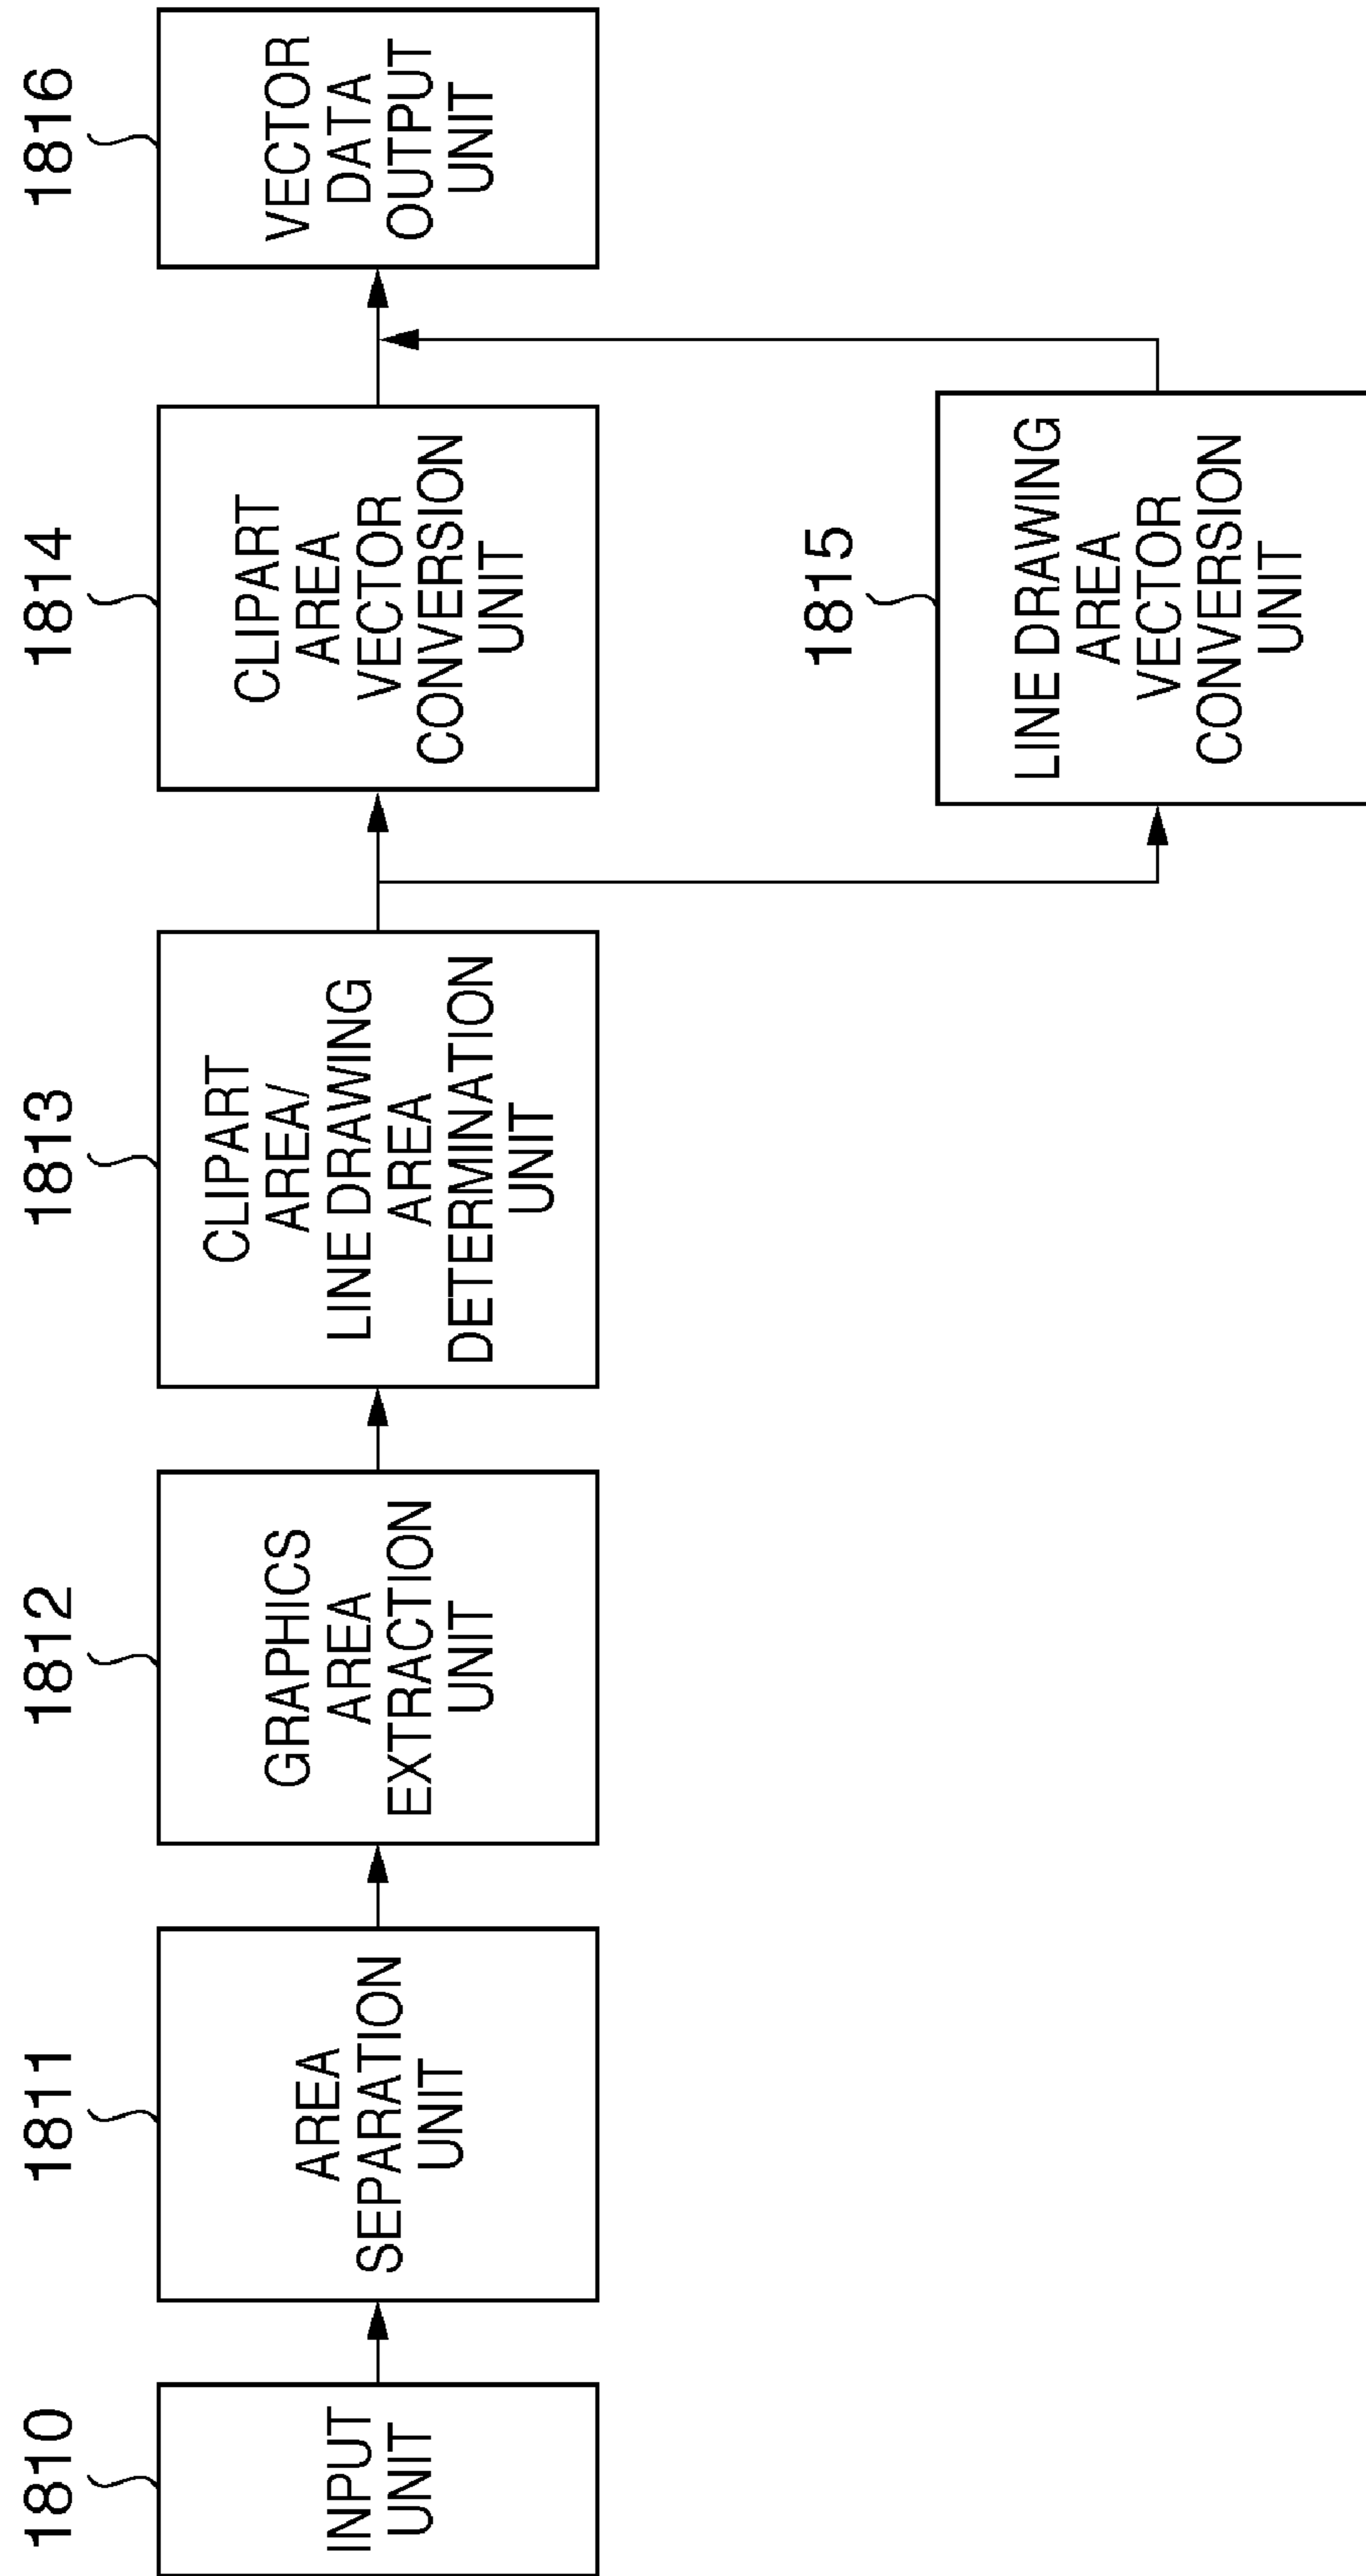 1810
INPUT
UNIT
1811
AREA
SEPARATION
UNIT
1812
GRAPHICS
AREA
EXTRACTION
UNIT
1813
CLIPART
AREA/
LINE DRAWING
AREA
DETERMINATION
UNIT
1814
CLIPART
AREA
VECTOR
CONVERSION
UNIT
1815
LINE DRAWING
AREA
VECTOR
CONVERSION
UNIT
1816
VECTOR
DATA
OUTPUT
UNIT